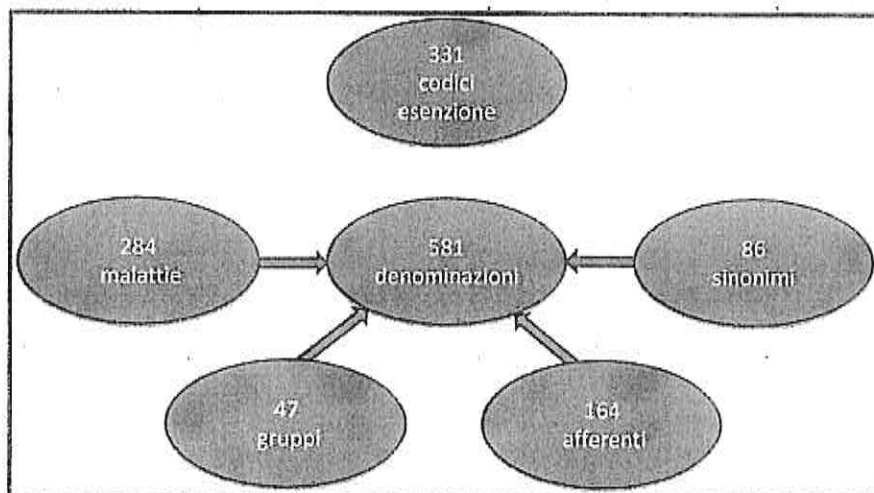 331
codici
esenzione
284
malattie
581
denominazioni
86
sinonimi
47
gruppi
164
afferenti